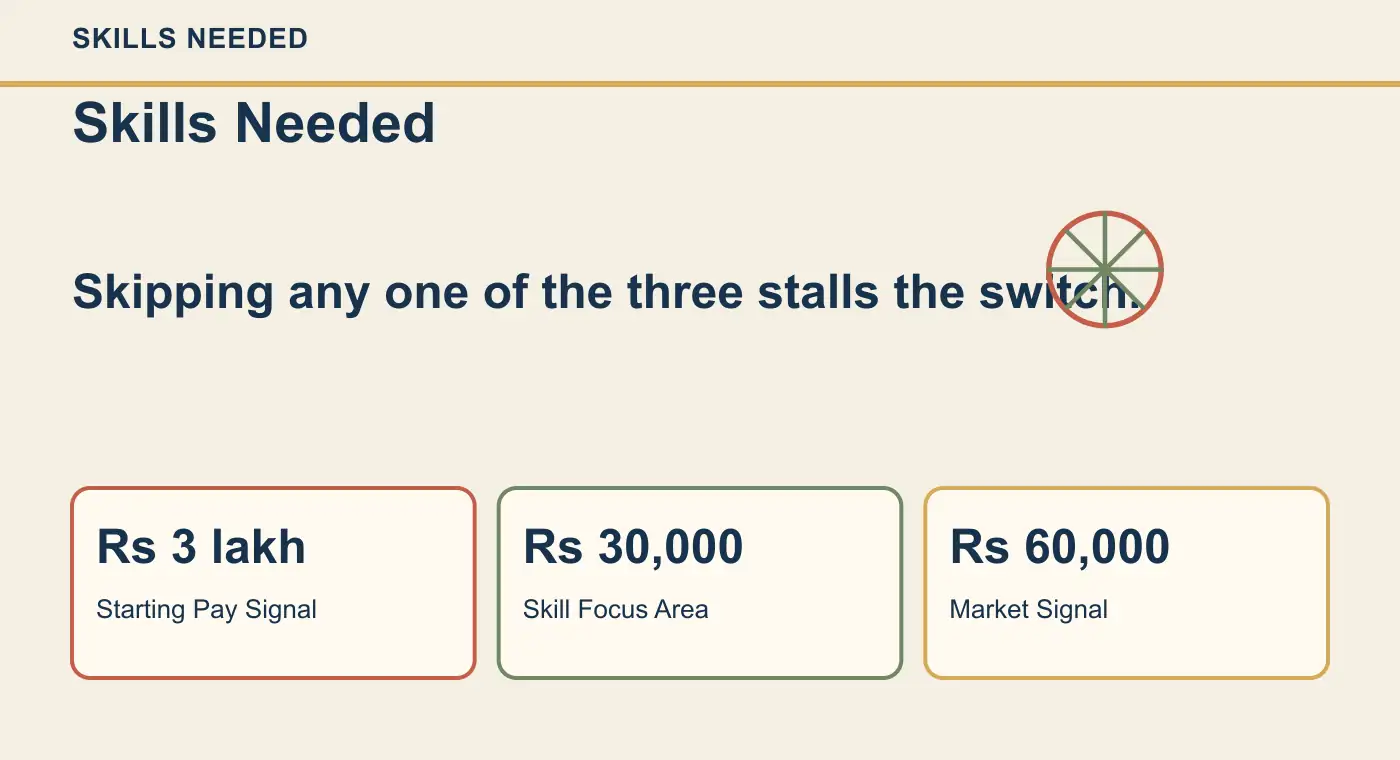 SKILLS NEEDED
Skills Needed
Skipping any one of the three stalls the switch.
Rs 3 lakh
Starting Pay Signal
Rs 30,000
Skill Focus Area
Rs 60,000
Market Signal